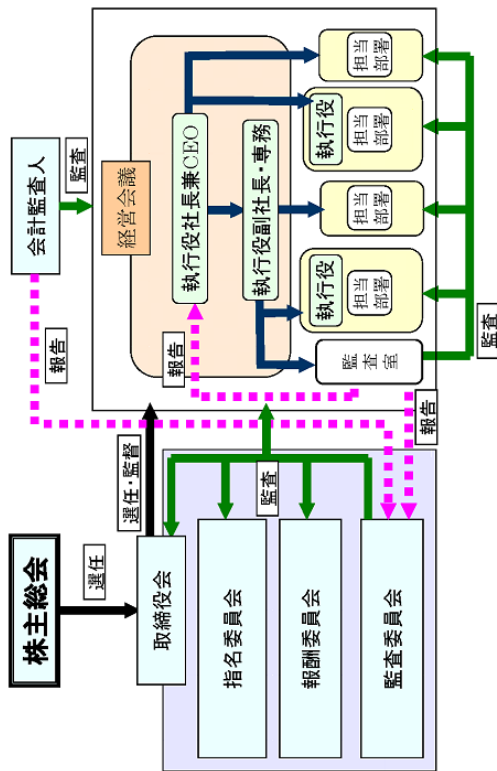 株主総会
選任
取締役会
選任・監督
指名委員会
報酬委員会
監査委員会
監査
会計監査人
監査
報告
経営会議
執行役社長兼CEO
報告
執行役副社長・専務
監査室
報告
執行役
担当
部署
担当
部署
執行役
担当
部署
担当
部署
監査